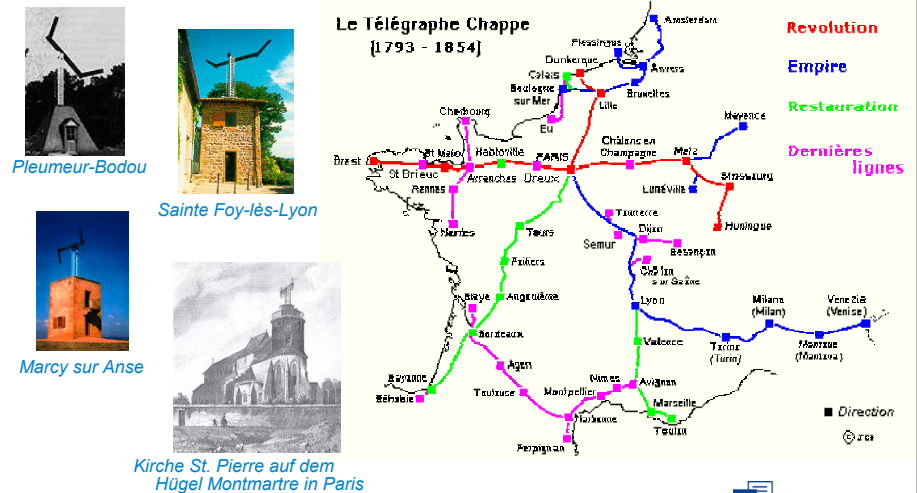 Le Télégraphe Chappe
(1793 - 1854)
Revolution
Empire
Restauration
Dernières
lignes
Pleumeur-Bodou
Sainte Foy-lès-Lyon
Marcy sur Anse
Kirche St. Pierre auf dem
Hügel Montmartre in Paris
Amsterdam
Dunkerque
Anvers
Calais
Boulogne
sur Mer
Bruxelles
Lille
Eu
Cherbourg
Mayence
Châlons en
Champagne
Metz
Brest
St Malo
PARIS
St Brieuc
Avranches
Dreux
Strasbourg
Rennes
Lunéville
Nantes
Huningue
Tonnerre
Dijon
Semur
Besançon
Tours
Poitiers
sur Saône
Blaye
Angoulême
Lyon
Milano
(Milan)
Venezia
(Venise)
Bordeaux
Valence
(Turin)
(Mantova)
Agen
Bayonne
Béhobie
Toulouse
Montpellier
Nimes
Avignon
Marseille
Toulon
Narbonne
Perpignan
Direction